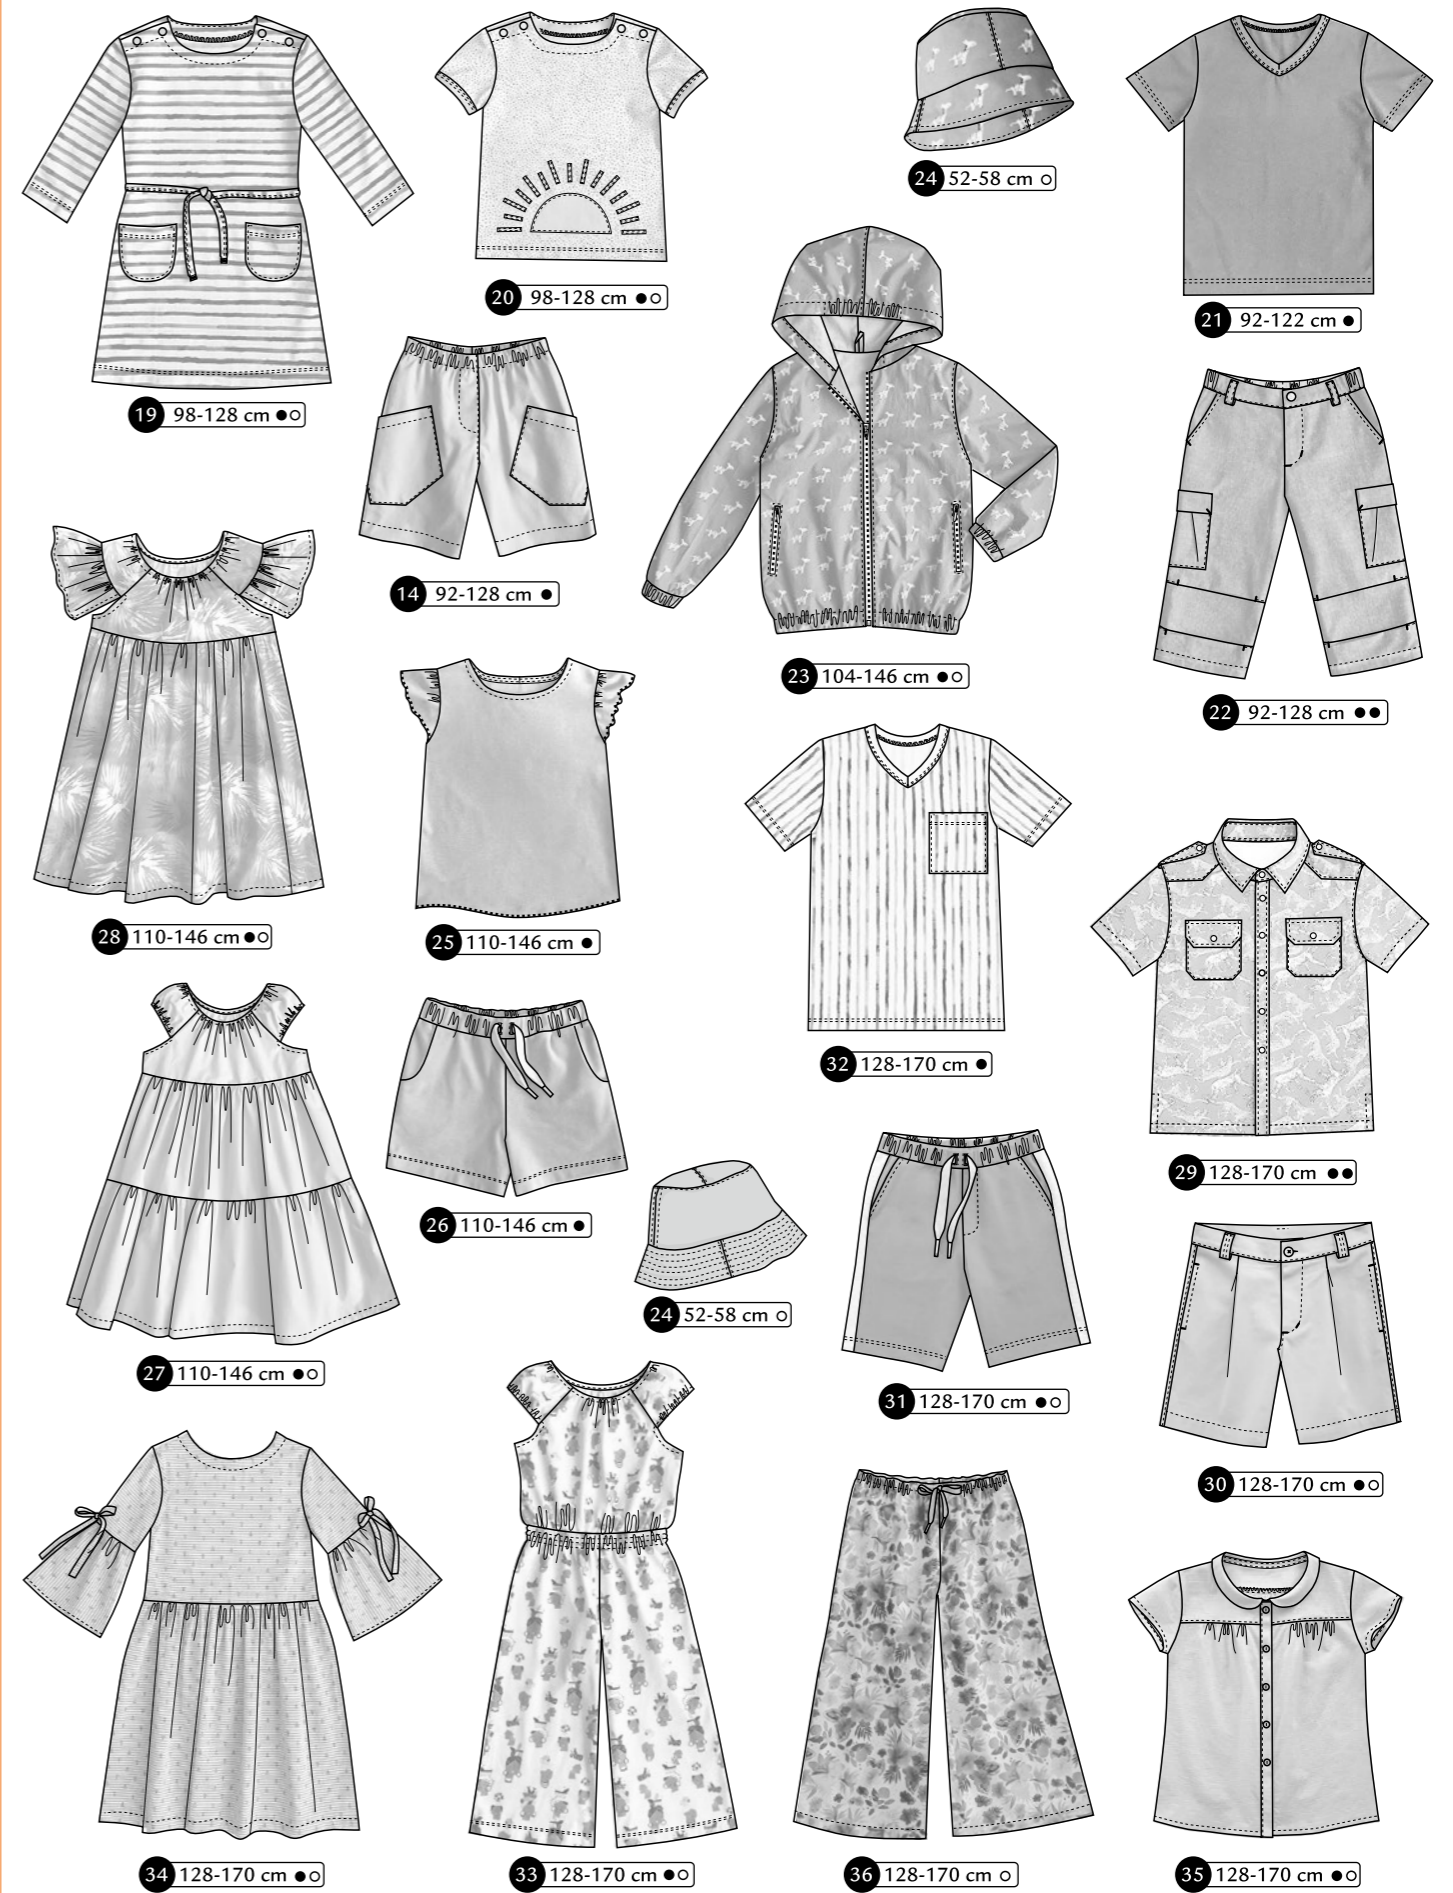 24 52-58 cm ○
20 98-128 cm ●○
21 92-122 cm ●
19 98-128 cm ●○
14 92-128 cm ●
23 104-146 cm ●○
22 92-128 cm ●●
28 110-146 cm ●○
25 110-146 cm ●
32 128-170 cm ●
29 128-170 cm ●●
26 110-146 cm ●
24 52-58 cm ○
27 110-146 cm ●○
31 128-170 cm ●○
30 128-170 cm ●○
34 128-170 cm ●○
33 128-170 cm ●○
36 128-170 cm ○
35 128-170 cm ●○